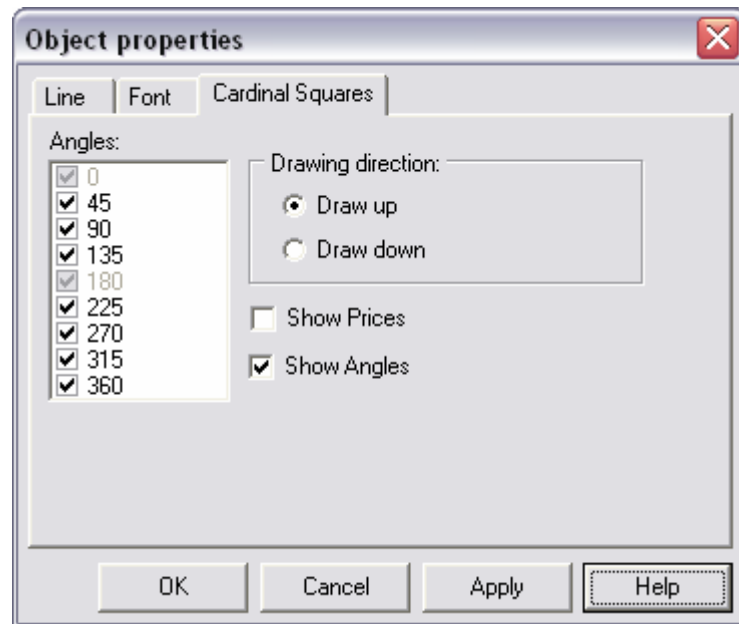 Object properties
Line Font Cardinal Squares
Angles:
0
45
90
135
180
225
270
315
360
Drawing direction:
Draw up
Draw down
Show Prices
Show Angles
OK Cancel Apply Help